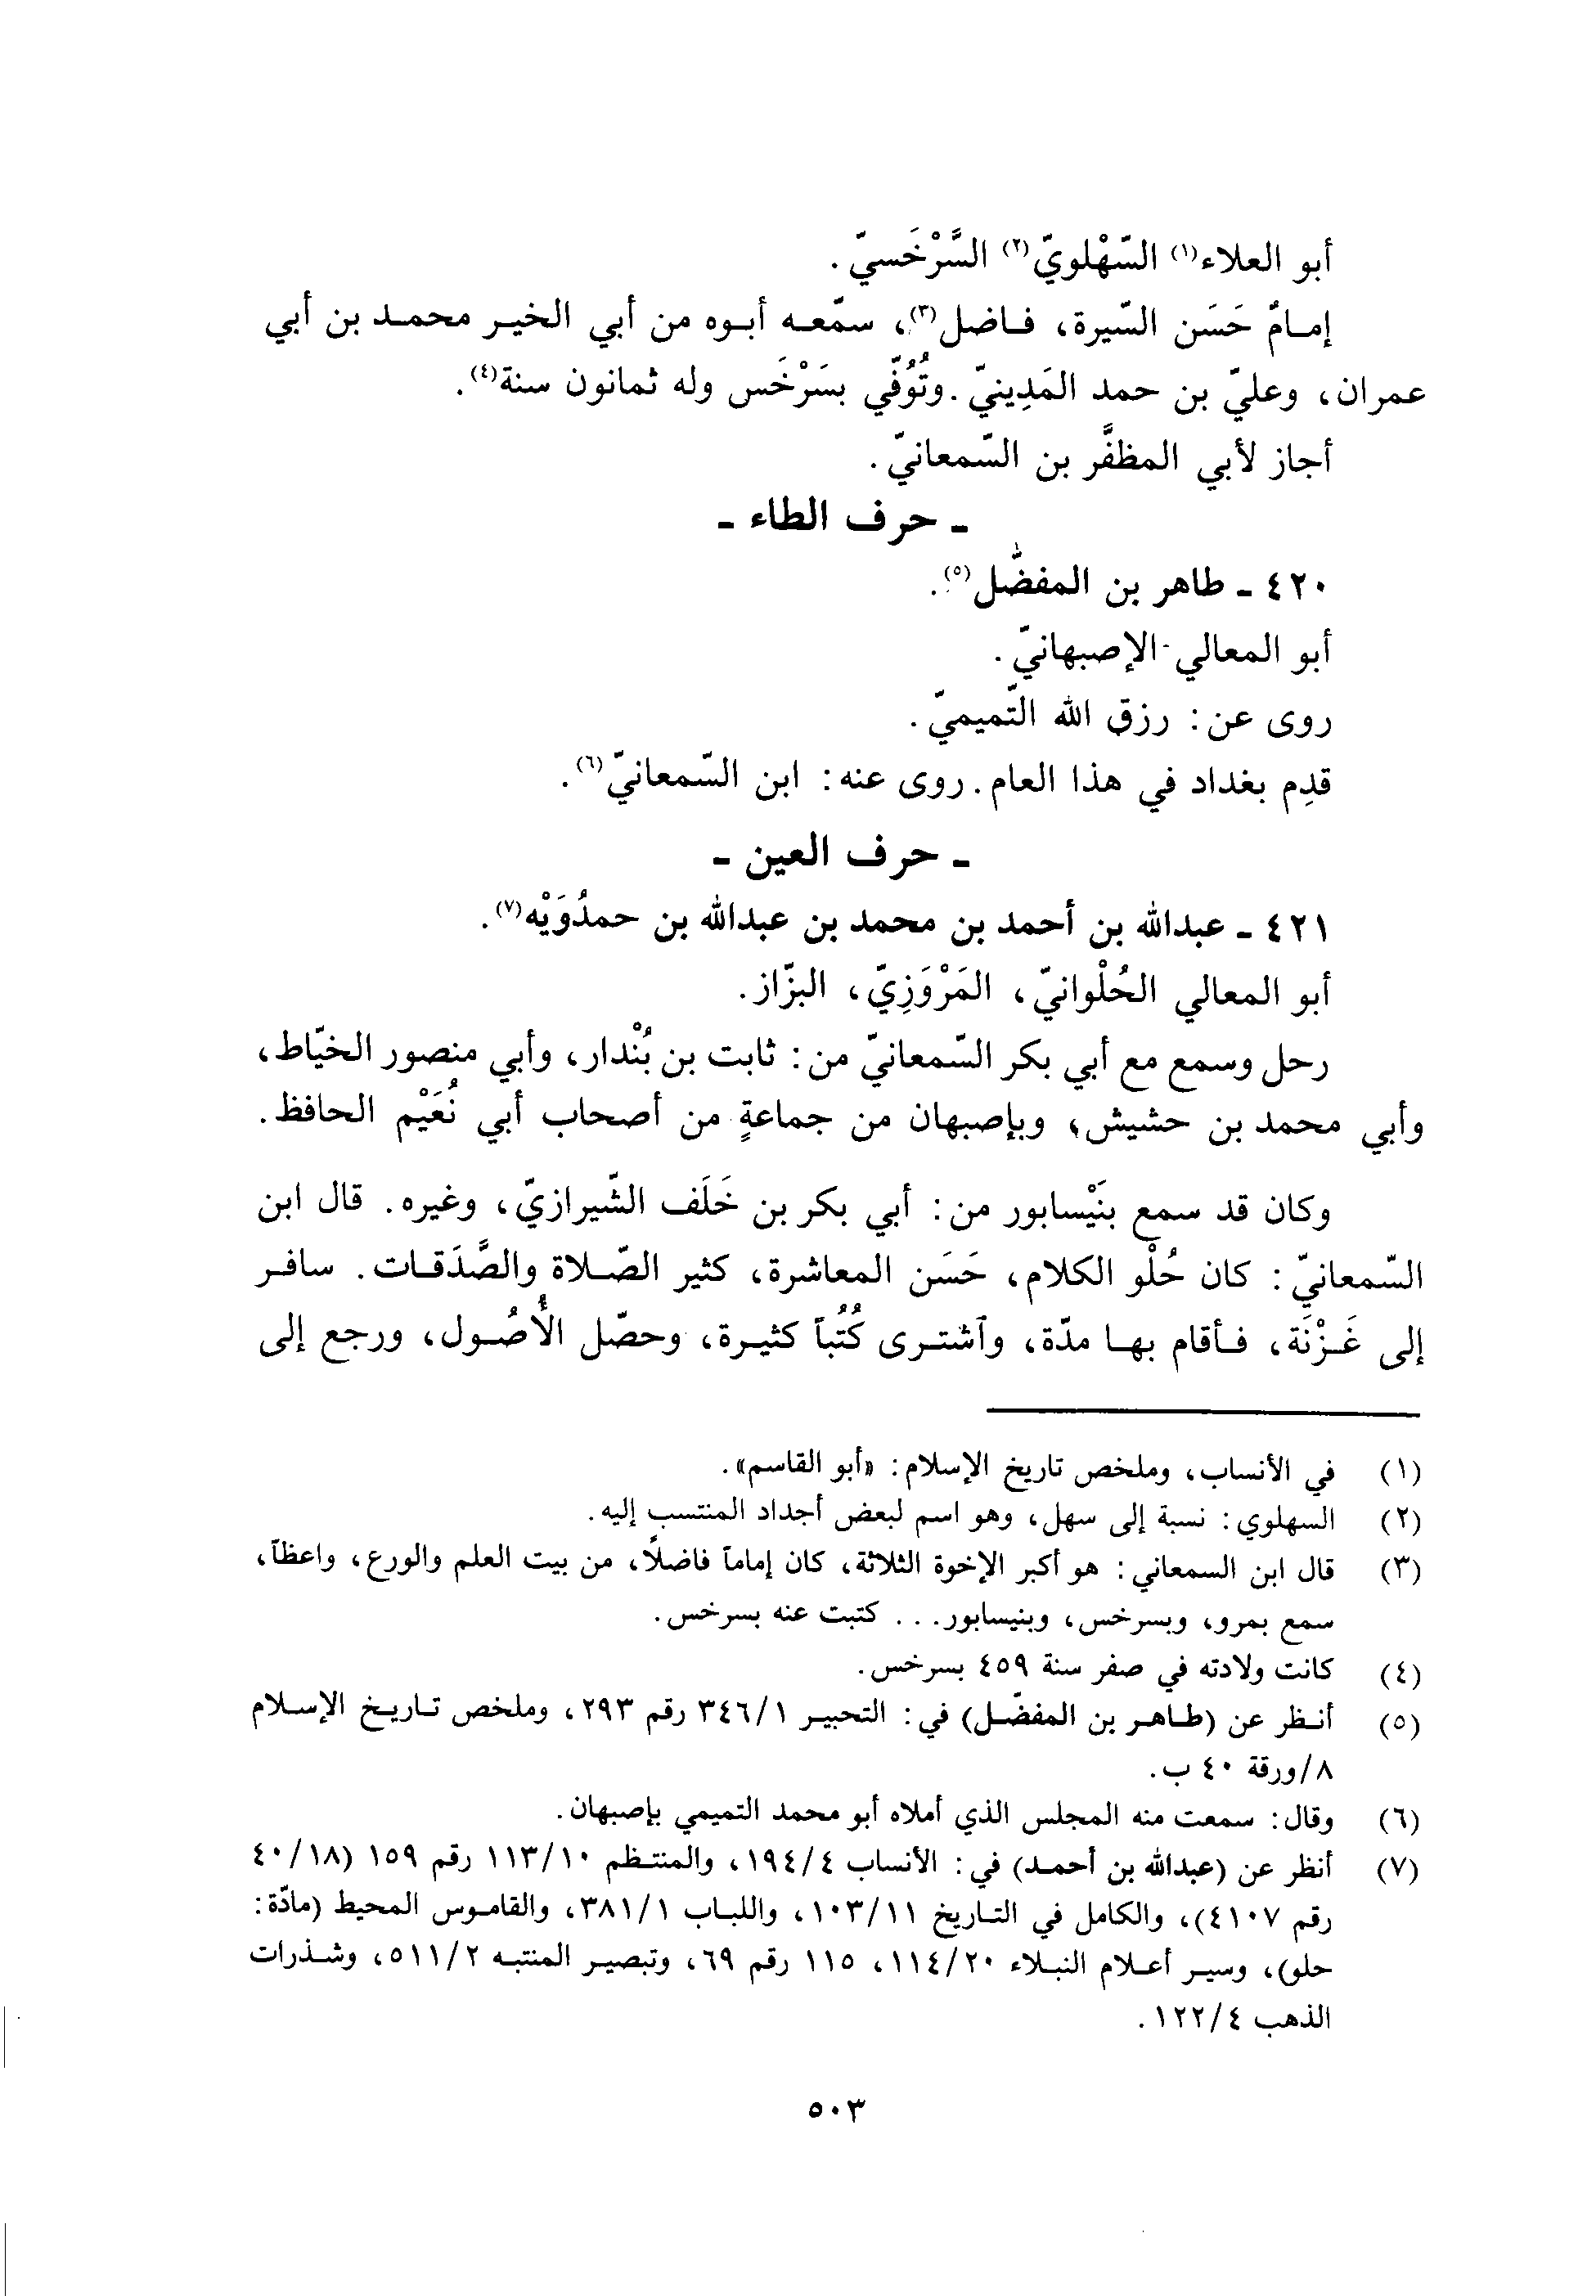 أبو العلاء(١) السّهْلويّ(٢) السَّرْخَسيّ.
إمامٌ حَسَن السّيرة، فاضل(٣)، سمّعه أبوه من أبي الخير محمد بن أبي
عمران، وعليّ بن حمد المَدِينيّ. وتُوُفّي بسَرْخَس وله ثمانون سنة(٤).
أجاز لأبي المظفَّر بن السّمعانيّ.
ـ حرف الطاء ـ
٤٢٠ ـ طاهر بن المفضّل(٥).
أبو المعالي الإصبهانيّ.
روى عن: رزق الله التّميميّ.
قدِم بغداد في هذا العام. روى عنه: ابن السّمعانيّ(٦).
ـ حرف العين ـ
٤٢١ ـ عبدالله بن أحمد بن محمد بن عبدالله بن حمدُوَيْه(٧).
أبو المعالي الحُلْوانيّ، المَرْوَزِيّ، البزّاز.
رحل وسمع مع أبي بكر السّمعانيّ من: ثابت بن بُنْدار، وأبي منصور الخيّاط،
وأبي محمد بن حشيش، وبإصبهان من جماعةٍ من أصحاب أبي نُعَيْم الحافظ.
وكان قد سمع بنَيْسابور من: أبي بكر بن خَلَف الشّيرازيّ، وغيره. قال ابن
السّمعانيّ: كان حُلْو الكلام، حَسَن المعاشرة، كثير الصّلاة والصَّدَقات. سافر
إلى غَزْنَة، فأقام بها مدّة، وآشترى كُتُباً كثيرة، وحصّل الأُصُول، ورجع إلى
(١) في الأنساب، وملخص تاريخ الإسلام: «أبو القاسم».
(٢) السهلوي: نسبة إلى سهل، وهو اسم لبعض أجداد المنتسب إليه.
(٣) قال ابن السمعاني: هو أكبر الإخوة الثلاثة، كان إماماً فاضلاً، من بيت العلم والورع، واعظاً،
سمع بمرو، وبسرخس، وبنيسابور... كتبت عنه بسرخس.
(٤) كانت ولادته في صفر سنة ٤٥٩ بسرخس.
(٥) أنظر عن (طاهر بن المفضّل) في: التحبير ٣٤٦/١ رقم ٢٩٣، وملخص تاريخ الإسلام
٨/ورقة ٤٠ ب.
(٦) وقال: سمعت منه المجلس الذي أملاه أبو محمد التميمي بإصبهان.
(٧) أنظر عن (عبدالله بن أحمد) في: الأنساب ١٩٤/٤، والمنتظم ١١٣/١٠ رقم ١٥٩ (٤٠/١٨
رقم ٤١٠٧)، والكامل في التاريخ ١٠٣/١١، واللباب ٣٨١/١، والقاموس المحيط (مادّة:
حلو)، وسير أعلام النبلاء ١١٤/٢٠، ١١٥ رقم ٦٩، وتبصير المنتبه ٥١١/٢، وشذرات
الذهب ١٢٢/٤.
٥٠٣